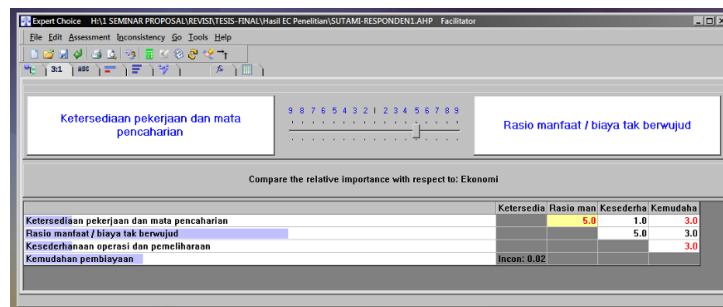 Expert Choice H:\1 SEMINAR PROPOSAL\REVISI\TESIS-FINAL\Hasil EC Penelitian\SUTAMI-RESPONDEN1.AHP Facilitator
File Edit Assessment Inconsistency Go Tools Help
3:1 ABC
Ketersediaan pekerjaan dan mata
pencaharian
9 8 7 6 5 4 3 2 1 2 3 4 5 6 7 8 9
Rasio manfaat / biaya tak berwujud
Compare the relative importance with respect to: Ekonomi
Ketersedia Rasio man Kesederha Kemudaha
Ketersediaan pekerjaan dan mata pencaharian 5.0 1.0 3.0
Rasio manfaat / biaya tak berwujud 5.0 3.0
Kesederhanaan operasi dan pemeliharaan 3.0
Kemudahan pembiayaan Incon: 0.02